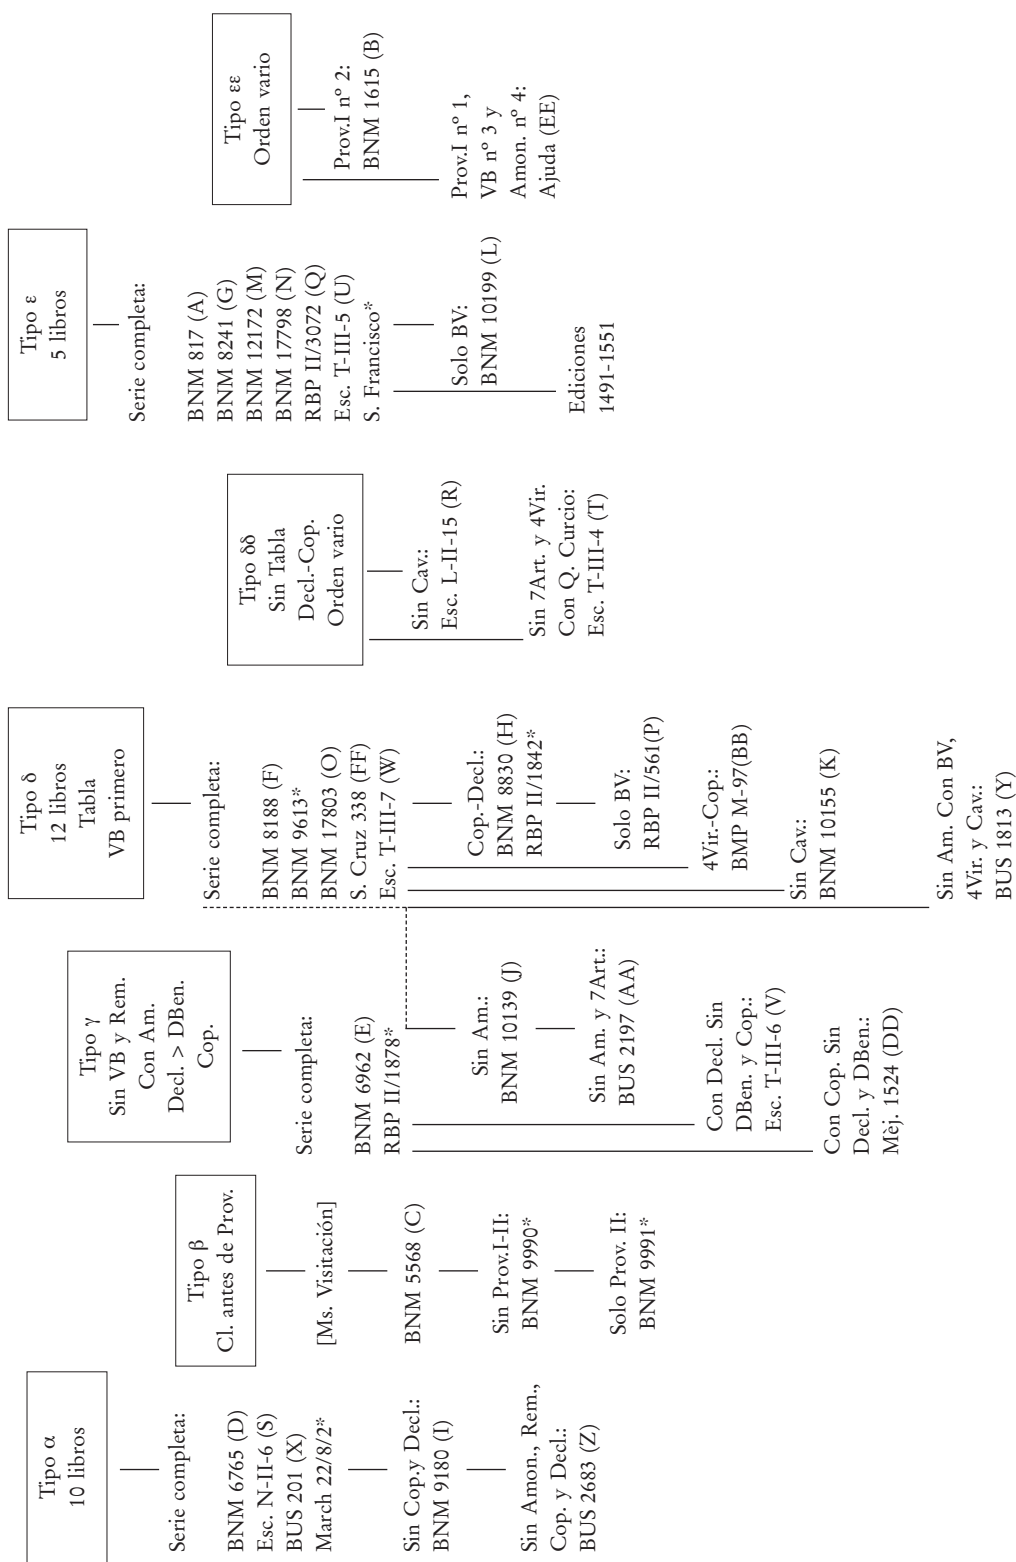 Tipo α
10 libros
Serie completa:
BNM 6765 (D)
Esc. N-II-6 (S)
BUS 201 (X)
March 22/8/2*
Sin Cop.y Decl.:
BNM 9180 (I)
Sin Amon., Rem.,
Cop. y Decl.:
BUS 2683 (Z)
Tipo β
Cl. antes de Prov.
[Ms. Visitación]
BNM 5568 (C)
Sin Prov.I-II:
BNM 9990*
Solo Prov. II:
BNM 9991*
Tipo γ
Sin VB y Rem.
Con Am.
Decl. > DBen.
Cop.
Serie completa:
BNM 6962 (E)
RBP II/1878*
Sin Am.:
BNM 10139 (J)
Sin Am. y 7Art.:
BUS 2197 (AA)
Con Decl. Sin
DBen. y Cop.:
Esc. T-III-6 (V)
Con Cop. Sin
Decl. y DBen.:
Mèj. 1524 (DD)
Tipo δ
12 libros
Tabla
VB primero
Serie completa:
BNM 8188 (F)
BNM 9613*
BNM 17803 (O)
S. Cruz 338 (FF)
Esc. T-III-7 (W)
Cop.-Decl.:
BNM 8830 (H)
RBP II/1842*
Solo BV:
RBP II/561(P)
4Vir.-Cop.:
BMP M-97(BB)
Sin Cav.:
BNM 10155 (K)
Sin Am. Con BV,
4Vir. y Cav.:
BUS 1813 (Y)
Tipo δδ
Sin Tabla
Decl.-Cop.
Orden vario
Sin Cav.:
Esc. L-II-15 (R)
Sin 7Art. y 4Vir.
Con Q. Curcio:
Esc. T-III-4 (T)
Tipo ε
5 libros
Serie completa:
BNM 817 (A)
BNM 8241 (G)
BNM 12172 (M)
BNM 17798 (N)
RBP II/3072 (Q)
Esc. T-III-5 (U)
S. Francisco*
Solo BV:
BNM 10199 (L)
Ediciones
1491-1551
Tipo εε
Orden vario
Prov.I nº 2:
BNM 1615 (B)
Prov.I nº 1,
VB nº 3 y
Amon. nº 4:
Ajuda (EE)